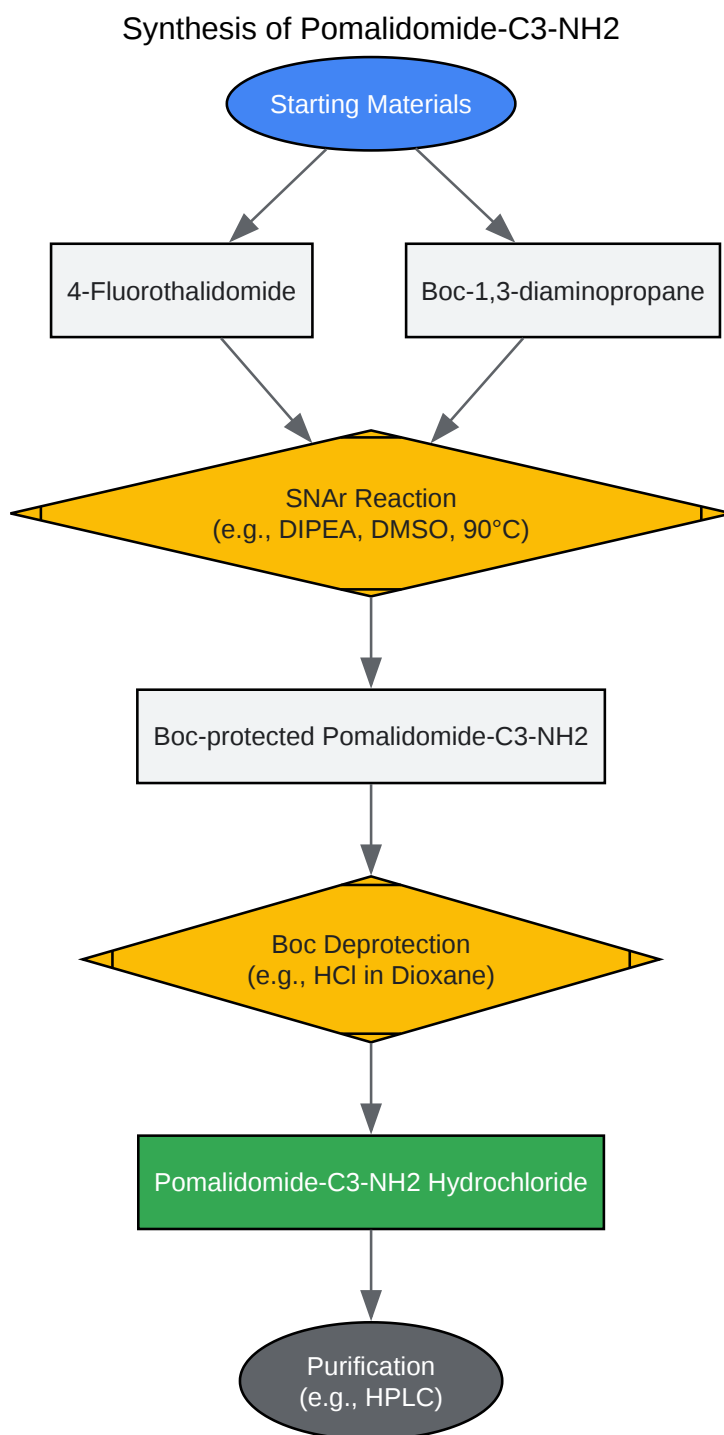 Synthesis of Pomalidomide-C3-NH2
Starting Materials
4-Fluorothalidomide
Boc-1,3-diaminopropane
SNAr Reaction
(e.g., DIPEA, DMSO, 90°C)
Boc-protected Pomalidomide-C3-NH2
Boc Deprotection
(e.g., HCl in Dioxane)
Pomalidomide-C3-NH2 Hydrochloride
Purification
(e.g., HPLC)